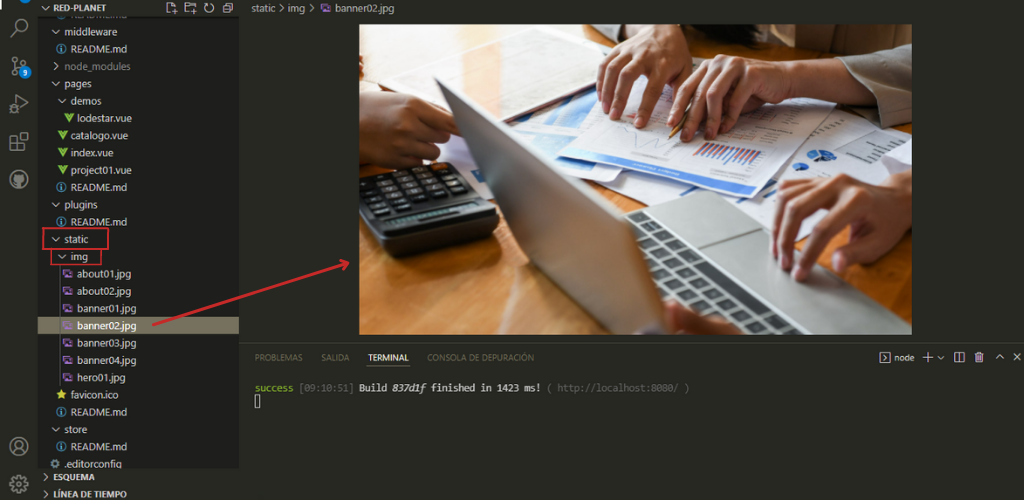 RED-PLANET
README.md
middleware
README.md
node_modules
pages
demos
lodestar.vue
catalogo.vue
index.vue
project01.vue
README.md
plugins
README.md
static
img
about01.jpg
about02.jpg
banner01.jpg
banner02.jpg
banner03.jpg
banner04.jpg
hero01.jpg
favicon.ico
README.md
store
README.md
.editorconfig
ESQUEMA
LÍNEA DE TIEMPO
9
static > img > banner02.jpg
PROBLEMAS SALIDA TERMINAL CONSOLA DE DEPURACIÓN
node
success [09:10:51] Build 837d1f finished in 1423 ms! ( http://localhost:8080/ )